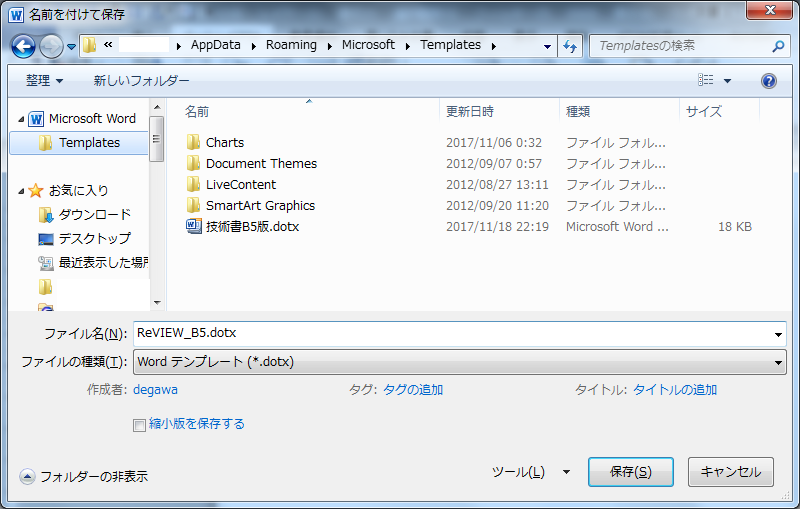 名前を付けて保存
« AppData Roaming Microsoft Templates Templatesの検索
整理 新しいフォルダー
Microsoft Word
Templates
お気に入り
ダウンロード
デスクトップ
最近表示した場所
名前 更新日時 種類 サイズ
Charts 2017/11/06 0:32 ファイル フォル...
Document Themes 2012/09/07 0:57 ファイル フォル...
LiveContent 2012/08/27 13:11 ファイル フォル...
SmartArt Graphics 2012/09/20 11:20 ファイル フォル...
技術書B5版.dotx 2017/11/18 22:19 Microsoft Word ... 18 KB
ファイル名(N): ReVIEW_B5.dotx
ファイルの種類(T): Word テンプレート (*.dotx)
作成者: degawa タグ: タグの追加 タイトル: タイトルの追加
縮小版を保存する
フォルダーの非表示 ツール(L) 保存(S) キャンセル